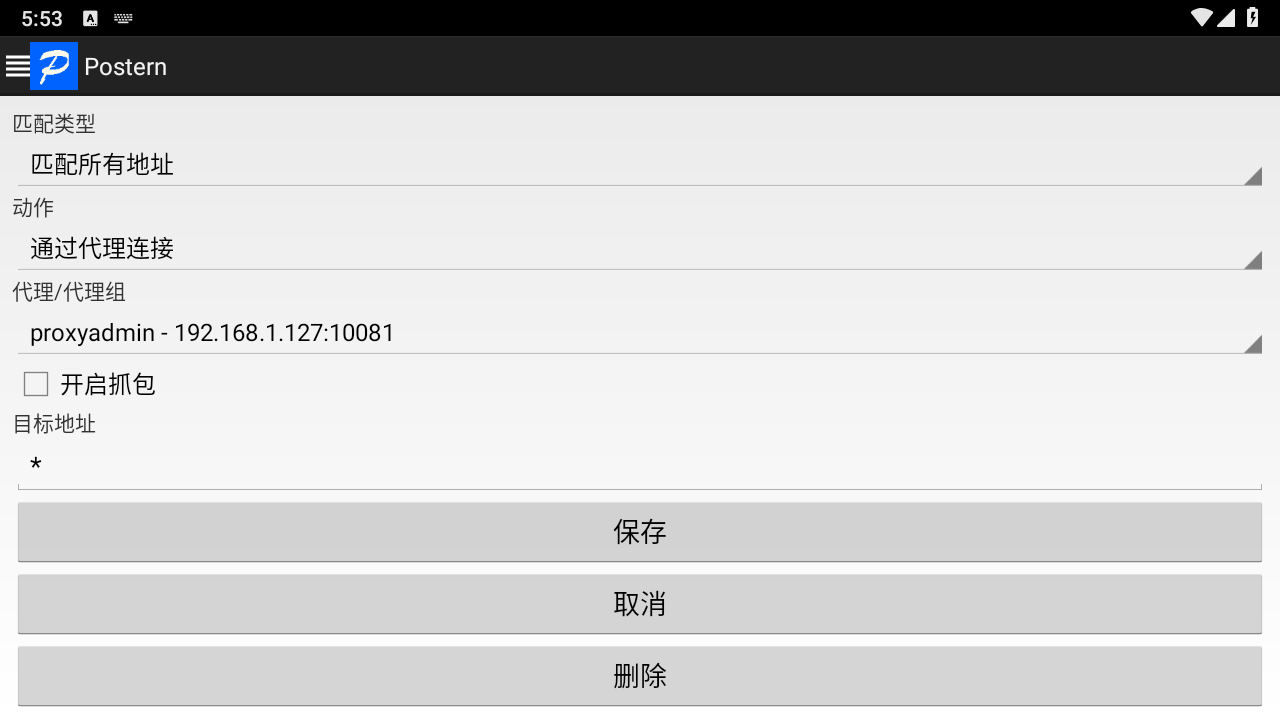 5:53
Postern
匹配类型
匹配所有地址
动作
通过代理连接
代理/代理组
proxyadmin - 192.168.1.127:10081
开启抓包
目标地址
*
保存
取消
删除